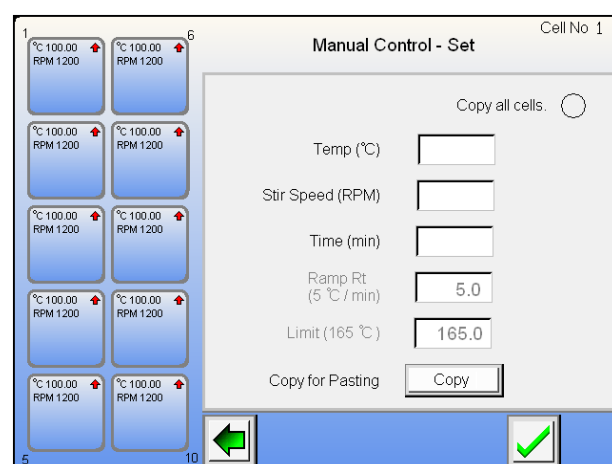 1
6
°C 100.00
RPM 1200
°C 100.00
RPM 1200
°C 100.00
RPM 1200
°C 100.00
RPM 1200
°C 100.00
RPM 1200
°C 100.00
RPM 1200
°C 100.00
RPM 1200
°C 100.00
RPM 1200
°C 100.00
RPM 1200
°C 100.00
RPM 1200
5
10
Manual Control - Set
Cell No 1
Copy all cells.
Temp (℃)
Stir Speed (RPM)
Time (min)
Ramp Rt
(5 ℃ / min)
5.0
Limit (165 ℃ )
165.0
Copy for Pasting
Copy